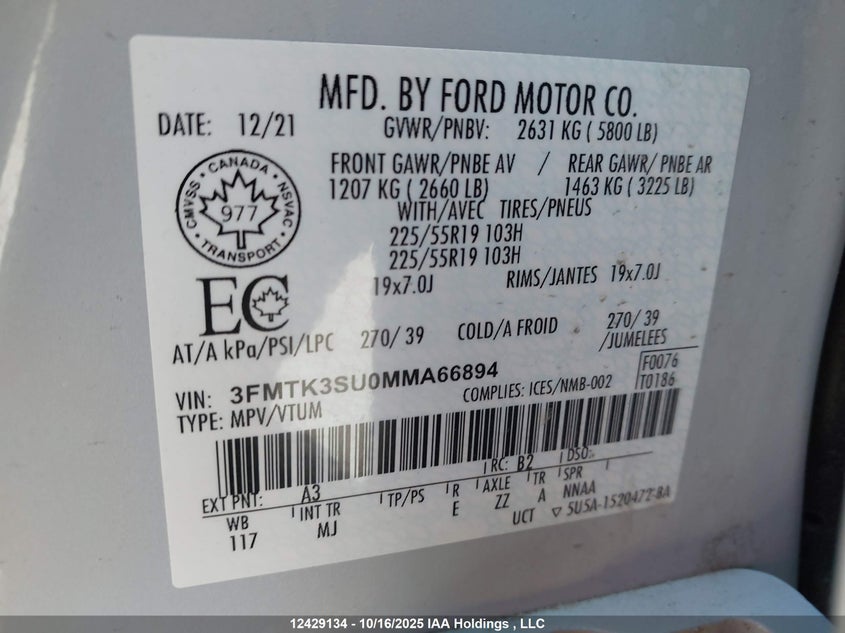 MFD. BY FORD MOTOR CO.
DATE: 12/21 GVWR/PNBV: 2631 KG ( 5800 LB)
FRONT GAWR/PNBE AV / REAR GAWR/ PNBE AR
1207 KG ( 2660 LB) 1463 KG ( 3225 LB)
WITH/AVEC TIRES/PNEUS
225/55R19 103H
225/55R19 103H
19x7.0J RIMS/JANTES 19x7.0J
CANADA
CMVSS NSVAC
977
TRANSPORT
EC
AT/A kPa/PSI/LPC 270/ 39 COLD/A FROID 270/ 39
/JUMELEES
VIN: 3FMTK3SU0MMA66894 F0076
TYPE: MPV/VTUM COMPLIES: ICES/NMB-002 T0186
EXT PNT: A3 RC: B2 DSO:
WB INT TR TP/PS R AXLE TR SPR
117 MJ E ZZ A NNAA
UCT ▽ 5U5A-1520472-BA
12429134 - 10/16/2025 IAA Holdings , LLC